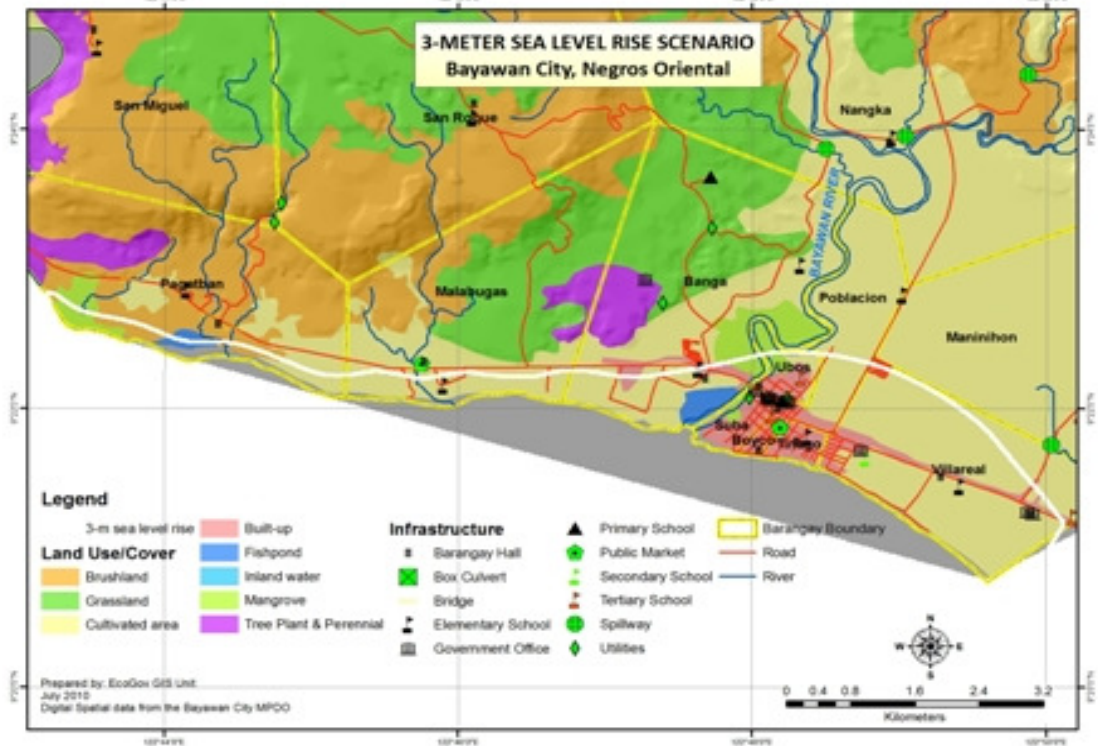 3-METER SEA LEVEL RISE SCENARIO
Bayawan City, Negros Oriental
San Miguel
San Roque
Nangka
BAYAWAN RIVER
Pagatban
Malabugas
Banga
Poblacion
Maninihon
Ubos
Suba
Boyco
Tinago
Villareal
Legend
3-m sea level rise
Land Use/Cover
Brushland
Grassland
Cultivated area
Built-up
Fishpond
Inland water
Mangrove
Tree Plant & Perennial
Infrastructure
Barangay Hall
Box Culvert
Bridge
Elementary School
Government Office
Primary School
Public Market
Secondary School
Tertiary School
Spillway
Utilities
Barangay Boundary
Road
River
N
W E
S
Prepared by: EcoGov GIS Unit
July 2010
Digital Spatial data from the Bayawan City MPDO
0 0.4 0.8 1.6 2.4 3.2
Kilometers